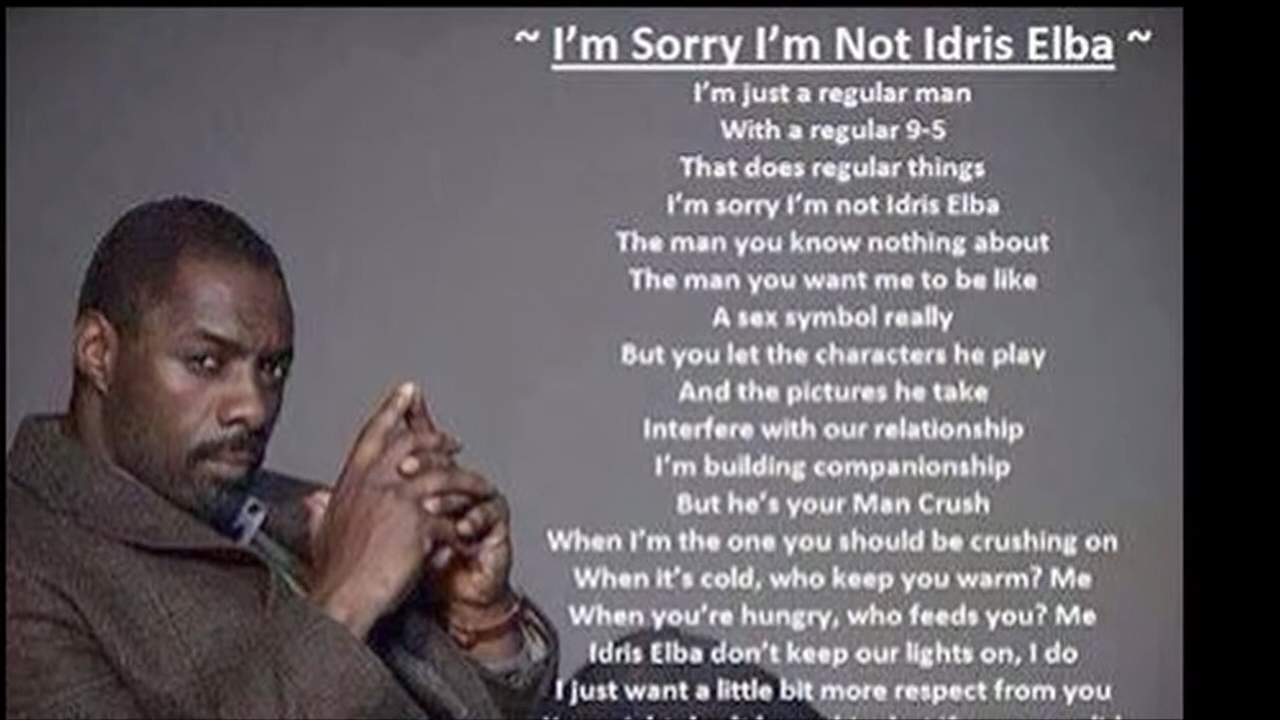 ~ I'm Sorry I'm Not Idris Elba ~
I'm just a regular man
With a regular 9-5
That does regular things
I'm sorry I'm not Idris Elba
The man you know nothing about
The man you want me to be like
A sex symbol really
But you let the characters he play
And the pictures he take
Interfere with our relationship
I'm building companionship
But he's your Man Crush
When I'm the one you should be crushing on
When it's cold, who keep you warm? Me
When you're hungry, who feeds you? Me
Idris Elba don't keep our lights on, I do
I just want a little bit more respect from you